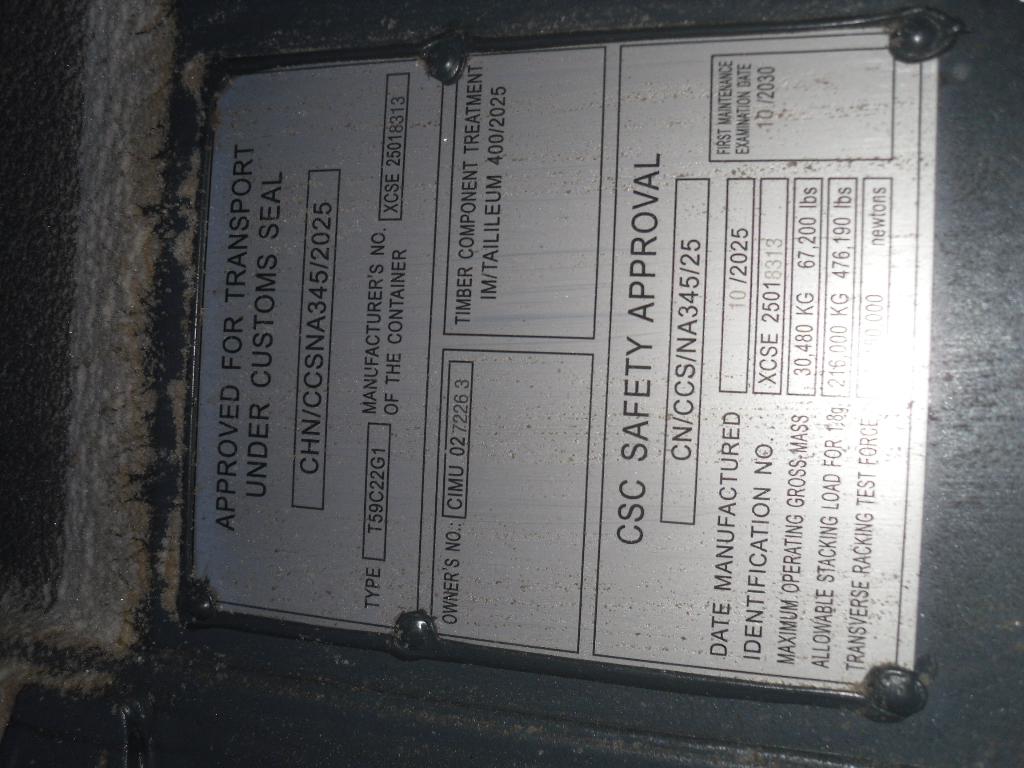 APPROVED FOR TRANSPORT
UNDER CUSTOMS SEAL
CHN/CCSNA345/2025
TYPE T59C22G1 MANUFACTURER'S NO. XCSE 25018313
OF THE CONTAINER
OWNER'S NO.: CIMU 027226 3
TIMBER COMPONENT TREATMENT
IM/TAILILEUM 400/2025
CSC SAFETY APPROVAL
CN/CCS/NA345/25
FIRST MAINTENANCE
EXAMINATION DATE
10 /2030
DATE MANUFACTURED 10 /2025
IDENTIFICATION NO. XCSE 25018313
MAXIMUM OPERATING GROSS MASS 30,480 KG 67,200 lbs
ALLOWABLE STACKING LOAD FOR 1.8g 216,000 KG 476,190 lbs
TRANSVERSE RACKING TEST FORCE newtons